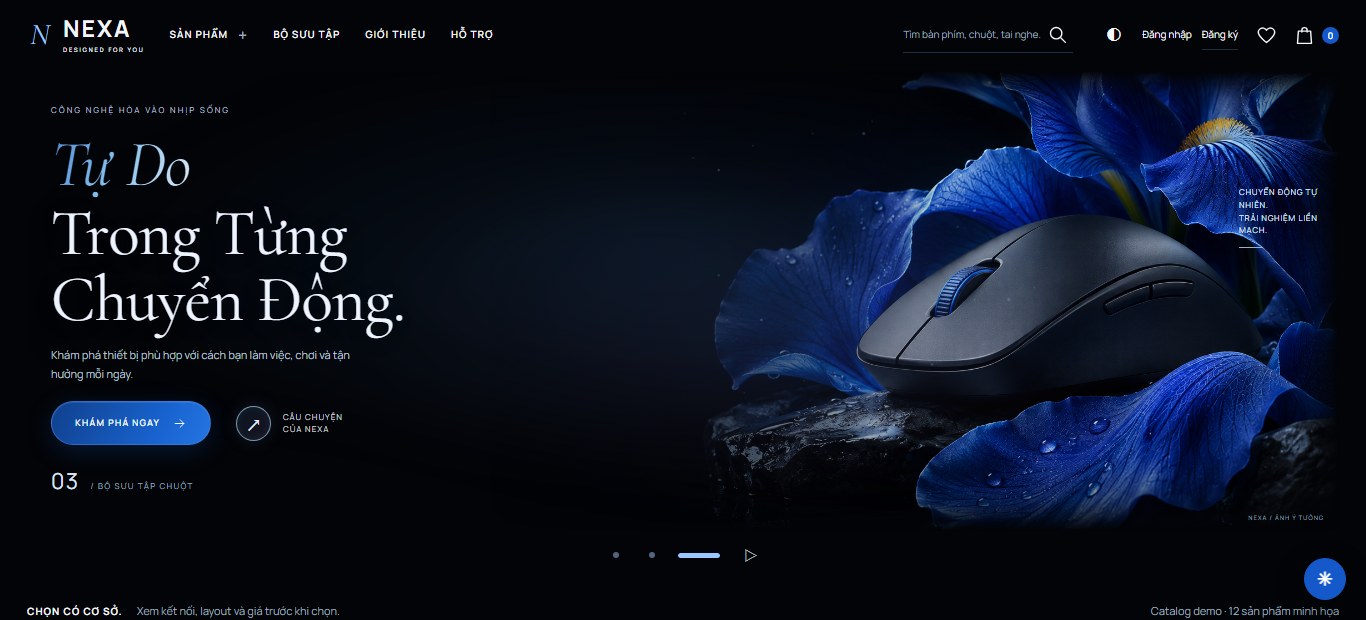 N NEXA
DESIGNED FOR YOU
SẢN PHẨM +
BỘ SƯU TẬP
GIỚI THIỆU
HỖ TRỢ
Tìm bàn phím, chuột, tai nghe.
Đăng nhập
Đăng ký
0
CÔNG NGHỆ HÒA VÀO NHỊP SỐNG
Tự Do
Trong Từng
Chuyển Động.
Khám phá thiết bị phù hợp với cách bạn làm việc, chơi và tận
hưởng mỗi ngày.
KHÁM PHÁ NGAY →
↗
CÂU CHUYỆN
CỦA NEXA
03 / BỘ SƯU TẬP CHUỘT
CHUYỂN ĐỘNG TỰ
NHIÊN.
TRẢI NGHIỆM LIỀN
MẠCH.
NEXA / ẢNH Ý TƯỞNG
CHỌN CÓ CƠ SỞ. Xem kết nối, layout và giá trước khi chọn.
Catalog demo · 12 sản phẩm minh họa